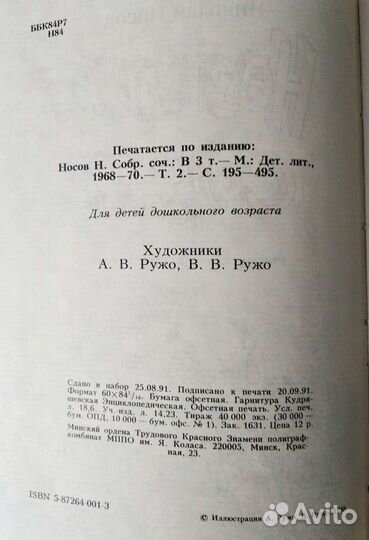 ББК84Р7
Н84
Печатается по изданию:
Носов Н. Собр. соч.: В 3 т.— М.: Дет. лит.,
1968—70.— Т. 2.— С. 195—495.
Для детей дошкольного возраста
Художники
А. В. Ружо, В. В. Ружо
Сдано в набор 25.08.91. Подписано к печати 20.09.91.
Формат 60×84¹/₁₆. Бумага офсетная. Гарнитура Кудря-
шевская Энциклопедическая. Офсетная печать. Усл. печ.
л. 18,6. Уч. изд. л. 14,23. Тираж 40 000 экз. (30 000 —
бум. ОПД. 10 000 — бум. офс. № 1). Зак. 1631. Цена 12 р.
Минский ордена Трудового Красного Знамени полиграф-
комбинат МППО им. Я. Коласа. 220005, Минск, Крас-
ная, 23.
ISBN 5-87264-001-3
© Иллюстрации А.
Avito